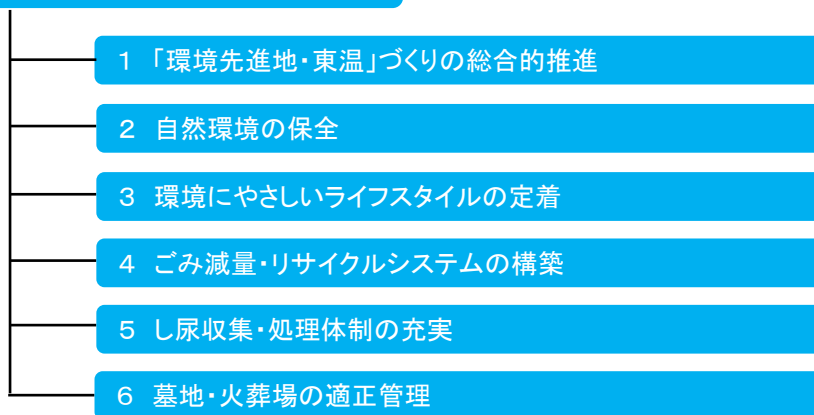 1 「環境先進地・東温」づくりの総合的推進
2 自然環境の保全
3 環境にやさしいライフスタイルの定着
4 ごみ減量・リサイクルシステムの構築
5 し尿収集・処理体制の充実
6 墓地・火葬場の適正管理